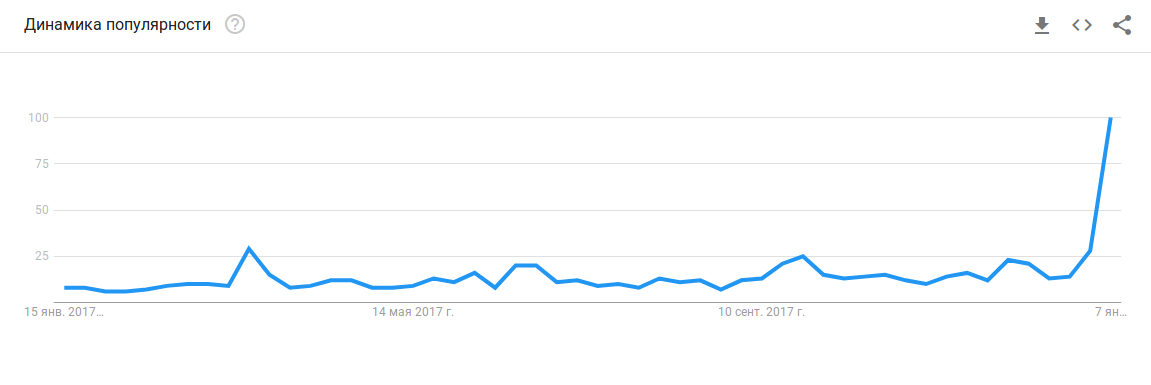 Динамика популярности ?
100
75
50
25
15 янв. 2017…
14 мая 2017 г.
10 сент. 2017 г.
7 ян…